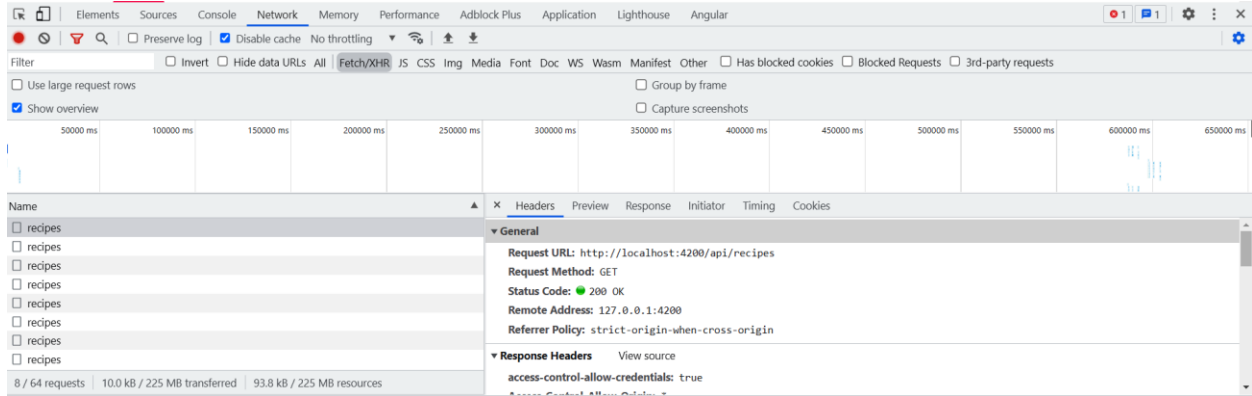 Elements Sources Console Network Memory Performance Adblock Plus Application Lighthouse Angular 1 1
Preserve log Disable cache No throttling
Filter Invert Hide data URLs All Fetch/XHR JS CSS Img Media Font Doc WS Wasm Manifest Other Has blocked cookies Blocked Requests 3rd-party requests
Use large request rows Group by frame
Show overview Capture screenshots
50000 ms 100000 ms 150000 ms 200000 ms 250000 ms 300000 ms 350000 ms 400000 ms 450000 ms 500000 ms 550000 ms 600000 ms 650000 ms
Name
recipes
recipes
recipes
recipes
recipes
recipes
recipes
recipes
8 / 64 requests 10.0 kB / 225 MB transferred 93.8 kB / 225 MB resources
Headers Preview Response Initiator Timing Cookies
General
Request URL: http://localhost:4200/api/recipes
Request Method: GET
Status Code: 200 OK
Remote Address: 127.0.0.1:4200
Referrer Policy: strict-origin-when-cross-origin
Response Headers View source
access-control-allow-credentials: true